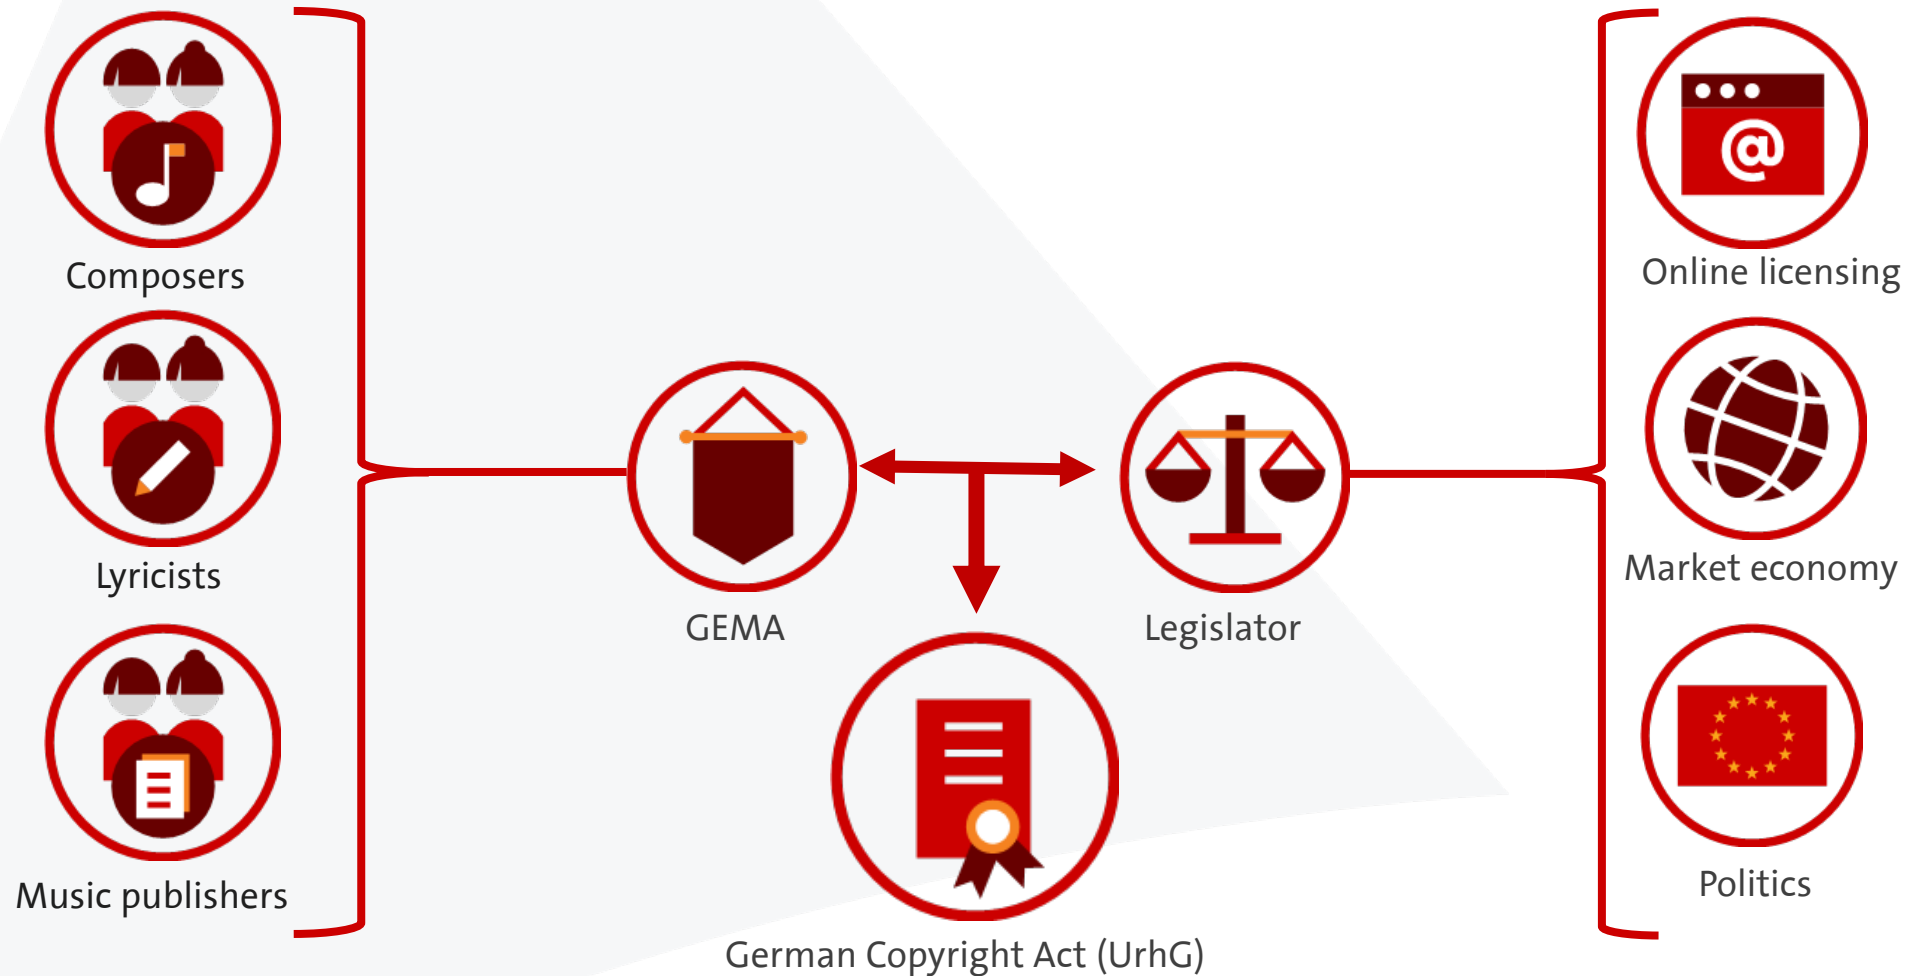 Composers
Lyricists
Music publishers
GEMA
Legislator
German Copyright Act (UrhG)
@
Online licensing
Market economy
Politics